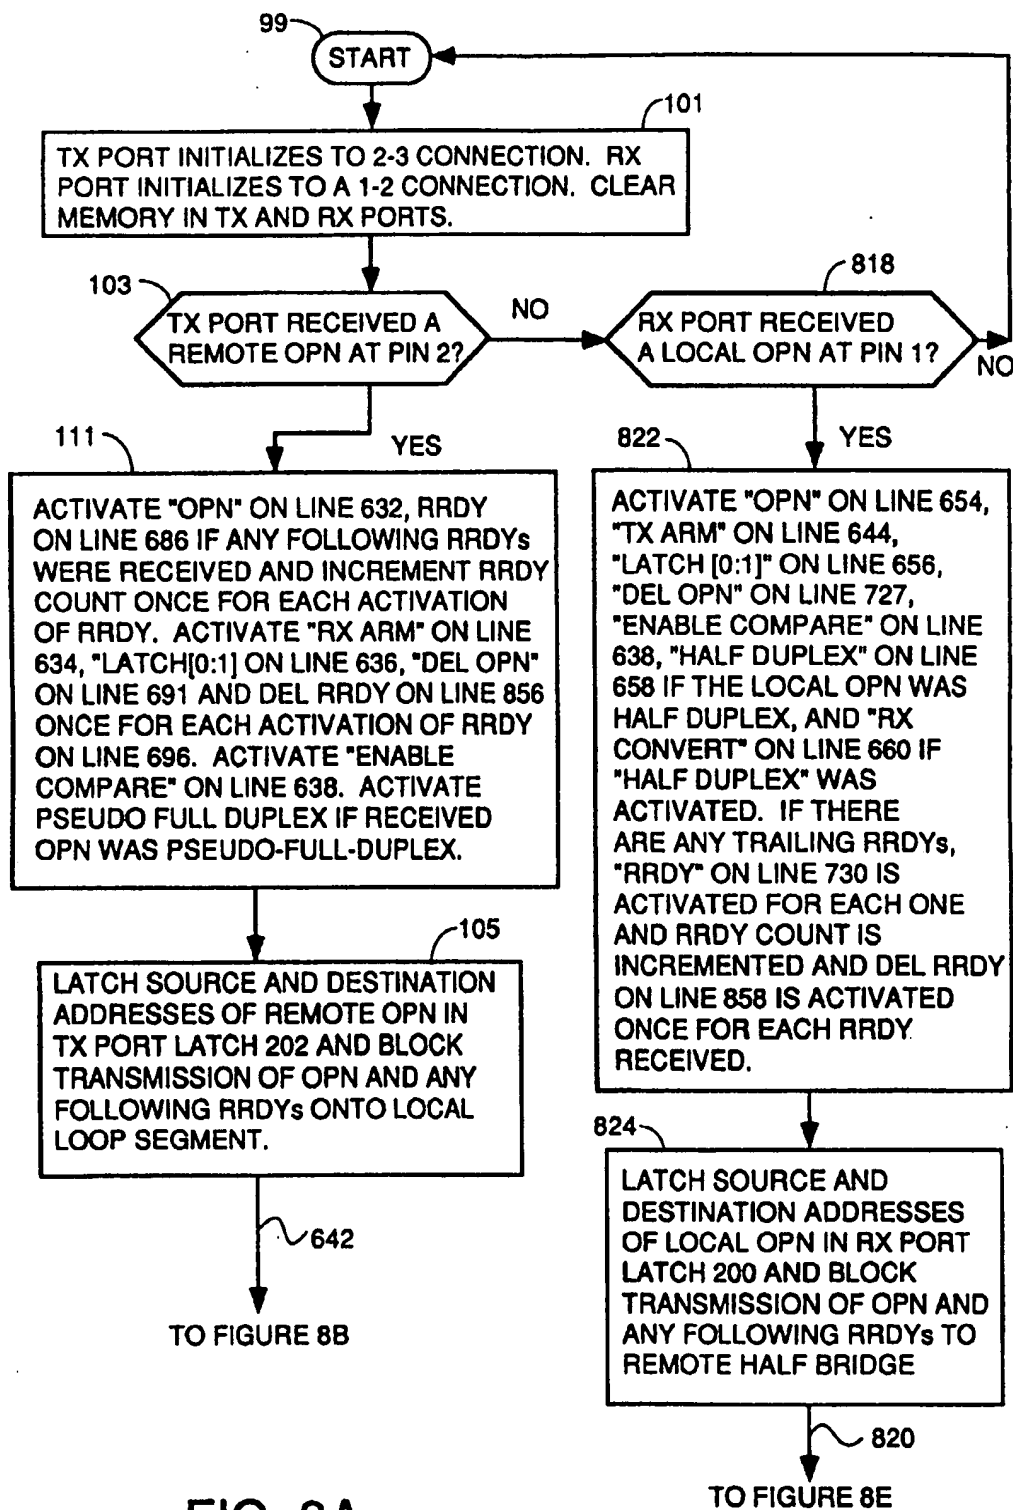 99
START
101
TX PORT INITIALIZES TO 2-3 CONNECTION. RX
PORT INITIALIZES TO A 1-2 CONNECTION. CLEAR
MEMORY IN TX AND RX PORTS.
103
TX PORT RECEIVED A
REMOTE OPN AT PIN 2?
NO
818
RX PORT RECEIVED
A LOCAL OPN AT PIN 1?
NO
111
YES
ACTIVATE "OPN" ON LINE 632, RRDY
ON LINE 686 IF ANY FOLLOWING RRDYs
WERE RECEIVED AND INCREMENT RRDY
COUNT ONCE FOR EACH ACTIVATION
OF RRDY. ACTIVATE "RX ARM" ON LINE
634, "LATCH[0:1] ON LINE 636, "DEL OPN"
ON LINE 691 AND DEL RRDY ON LINE 856
ONCE FOR EACH ACTIVATION OF RRDY
ON LINE 696. ACTIVATE "ENABLE
COMPARE" ON LINE 638. ACTIVATE
PSEUDO FULL DUPLEX IF RECEIVED
OPN WAS PSEUDO-FULL-DUPLEX.
105
LATCH SOURCE AND DESTINATION
ADDRESSES OF REMOTE OPN IN
TX PORT LATCH 202 AND BLOCK
TRANSMISSION OF OPN AND ANY
FOLLOWING RRDYs ONTO LOCAL
LOOP SEGMENT.
642
TO FIGURE 8B
822
YES
ACTIVATE "OPN" ON LINE 654,
"TX ARM" ON LINE 644,
"LATCH [0:1]" ON LINE 656,
"DEL OPN" ON LINE 727,
"ENABLE COMPARE" ON LINE
638, "HALF DUPLEX" ON LINE
658 IF THE LOCAL OPN WAS
HALF DUPLEX, AND "RX
CONVERT" ON LINE 660 IF
"HALF DUPLEX" WAS
ACTIVATED. IF THERE
ARE ANY TRAILING RRDYs,
"RRDY" ON LINE 730 IS
ACTIVATED FOR EACH ONE
AND RRDY COUNT IS
INCREMENTED AND DEL RRDY
ON LINE 858 IS ACTIVATED
ONCE FOR EACH RRDY
RECEIVED.
824
LATCH SOURCE AND
DESTINATION ADDRESSES
OF LOCAL OPN IN RX PORT
LATCH 200 AND BLOCK
TRANSMISSION OF OPN AND
ANY FOLLOWING RRDYs TO
REMOTE HALF BRIDGE
820
TO FIGURE 8E
FIG. 8A